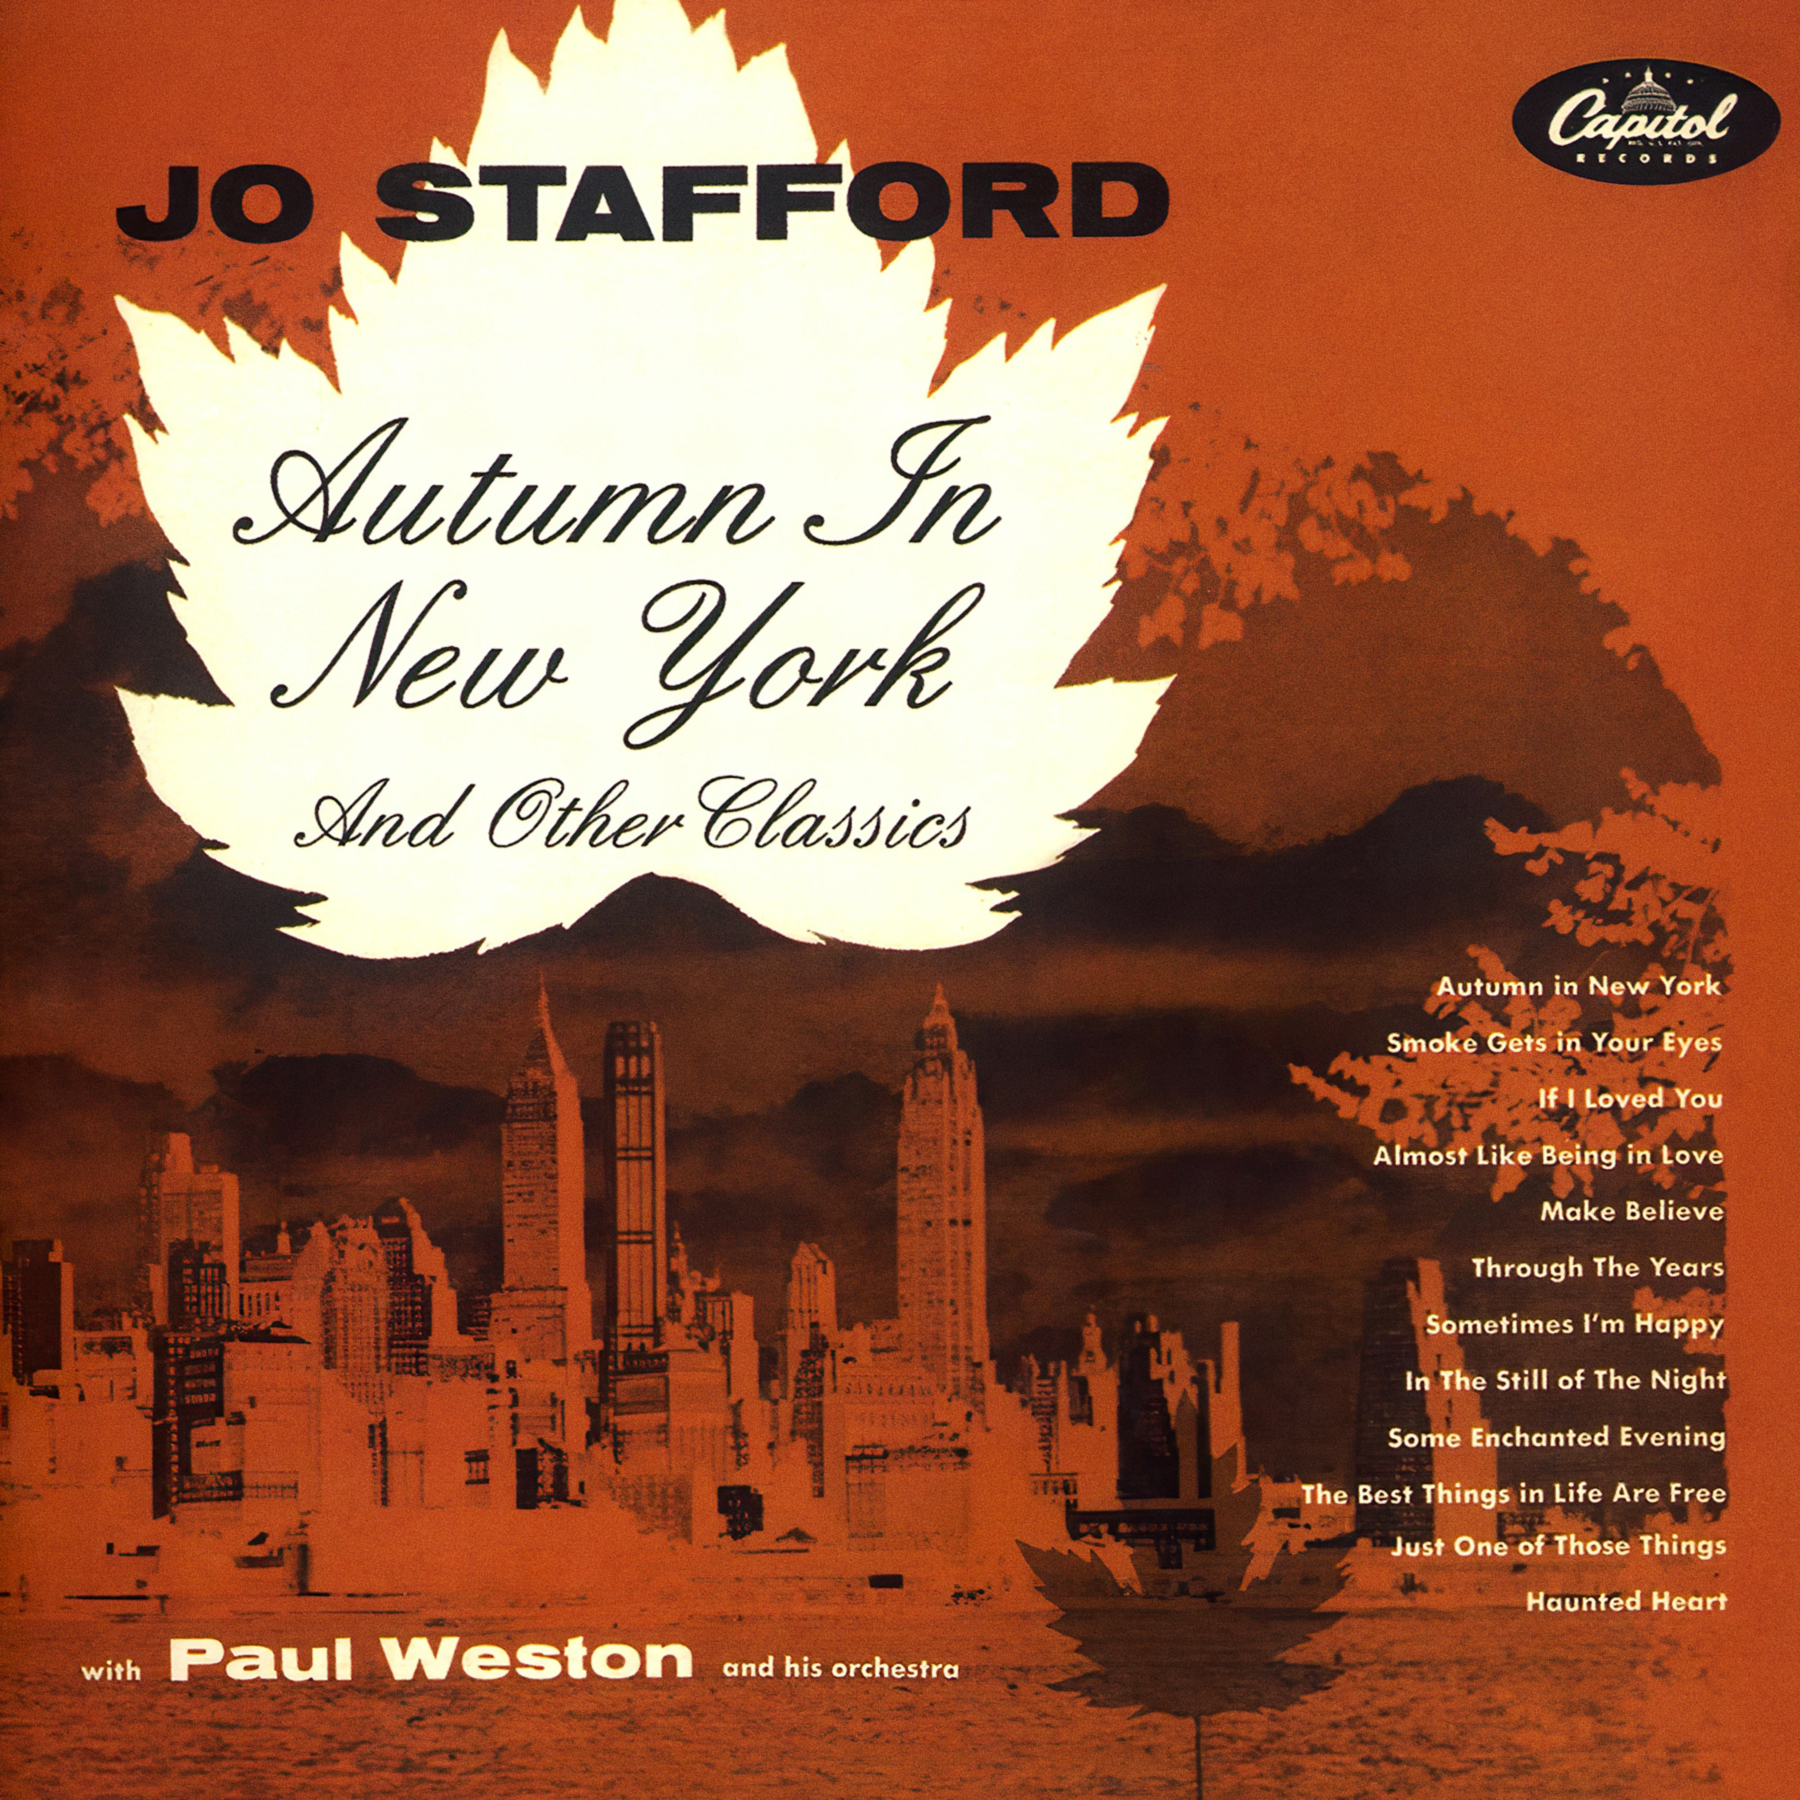 Capitol
RECORDS
JO STAFFORD
Autumn In
New York
And Other Classics
Autumn in New York
Smoke Gets in Your Eyes
If I Loved You
Almost Like Being in Love
Make Believe
Through The Years
Sometimes I'm Happy
In The Still of The Night
Some Enchanted Evening
The Best Things in Life Are Free
Just One of Those Things
Haunted Heart
with Paul Weston and his orchestra